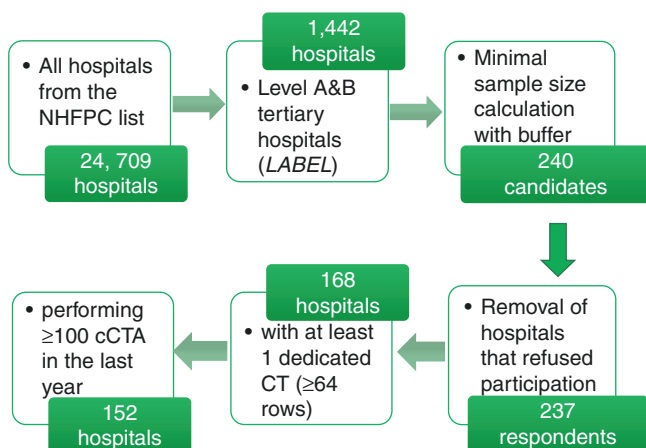 • All hospitals
from the
NHFPC list
24, 709
hospitals
1,442
hospitals
• Level A&B
tertiary
hospitals
(LABEL)
• Minimal
sample size
calculation
with buffer
240
candidates
• Removal of
hospitals
that refused
participation
237
respondents
168
hospitals
• with at least
1 dedicated
CT (≥64
rows)
• performing
≥100 cCTA
in the last
year
152
hospitals